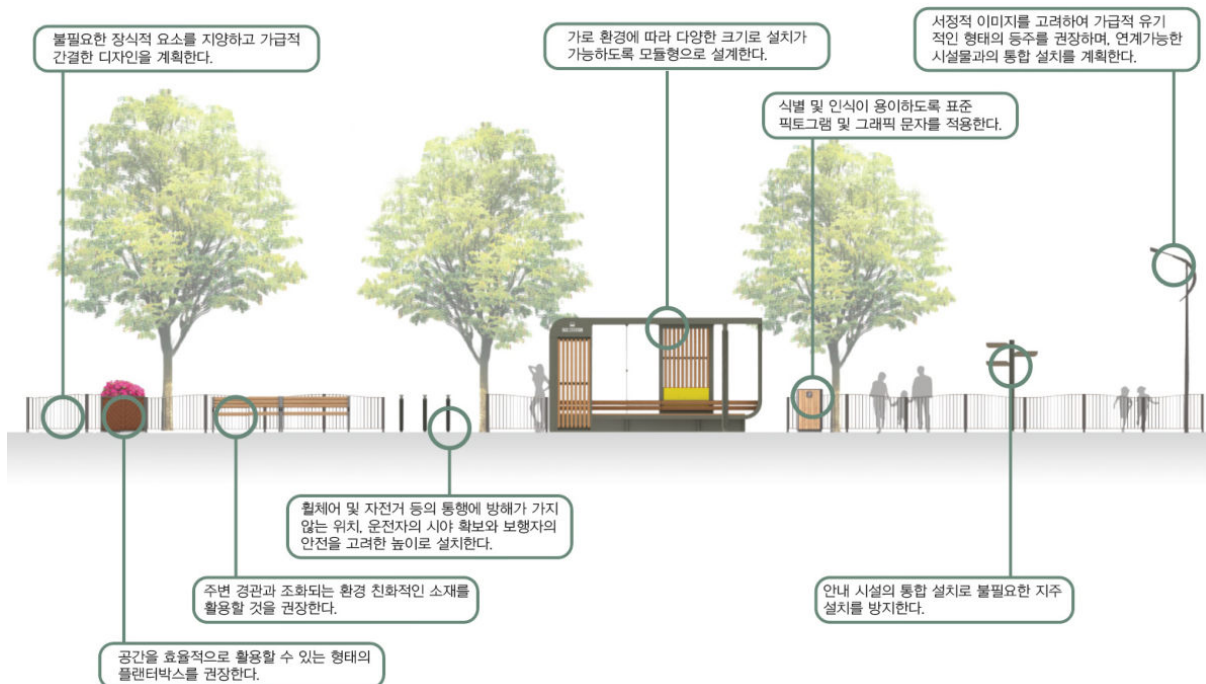 불필요한 장식적 요소를 지양하고 가급적
간결한 디자인을 계획한다.
가로 환경에 따라 다양한 크기로 설치가
가능하도록 모듈형으로 설계한다.
서정적 이미지를 고려하여 가급적 유기
적인 형태의 등주를 권장하며, 연계가능한
시설물과의 통합 설치를 계획한다.
식별 및 인식이 용이하도록 표준
픽토그램 및 그래픽 문자를 적용한다.
휠체어 및 자전거 등의 통행에 방해가 가지
않는 위치, 운전자의 시야 확보와 보행자의
안전을 고려한 높이로 설치한다.
주변 경관과 조화되는 환경 친화적인 소재를
활용할 것을 권장한다.
안내 시설의 통합 설치로 불필요한 지주
설치를 방지한다.
공간을 효율적으로 활용할 수 있는 형태의
플랜터박스를 권장한다.